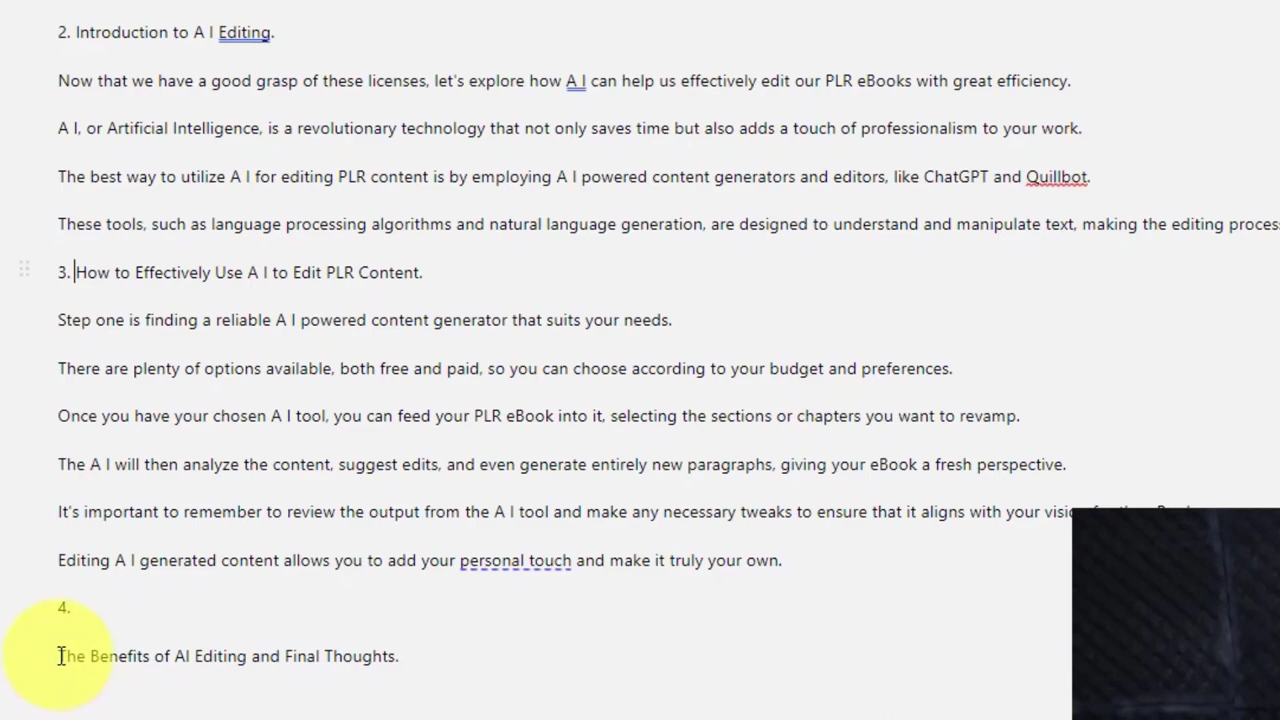 2. Introduction to A I Editing.
Now that we have a good grasp of these licenses, let's explore how A I can help us effectively edit our PLR eBooks with great efficiency.
A I, or Artificial Intelligence, is a revolutionary technology that not only saves time but also adds a touch of professionalism to your work.
The best way to utilize A I for editing PLR content is by employing A I powered content generators and editors, like ChatGPT and Quillbot.
These tools, such as language processing algorithms and natural language generation, are designed to understand and manipulate text, making the editing
3. How to Effectively Use A I to Edit PLR Content.
Step one is finding a reliable A I powered content generator that suits your needs.
There are plenty of options available, both free and paid, so you can choose according to your budget and preferences.
Once you have your chosen A I tool, you can feed your PLR eBook into it, selecting the sections or chapters you want to revamp.
The A I will then analyze the content, suggest edits, and even generate entirely new paragraphs, giving your eBook a fresh perspective.
It's important to remember to review the output from the A I tool and make any necessary tweaks to ensure that it aligns with your
Editing A I generated content allows you to add your personal touch and make it truly your own.
4.
The Benefits of AI Editing and Final Thoughts.